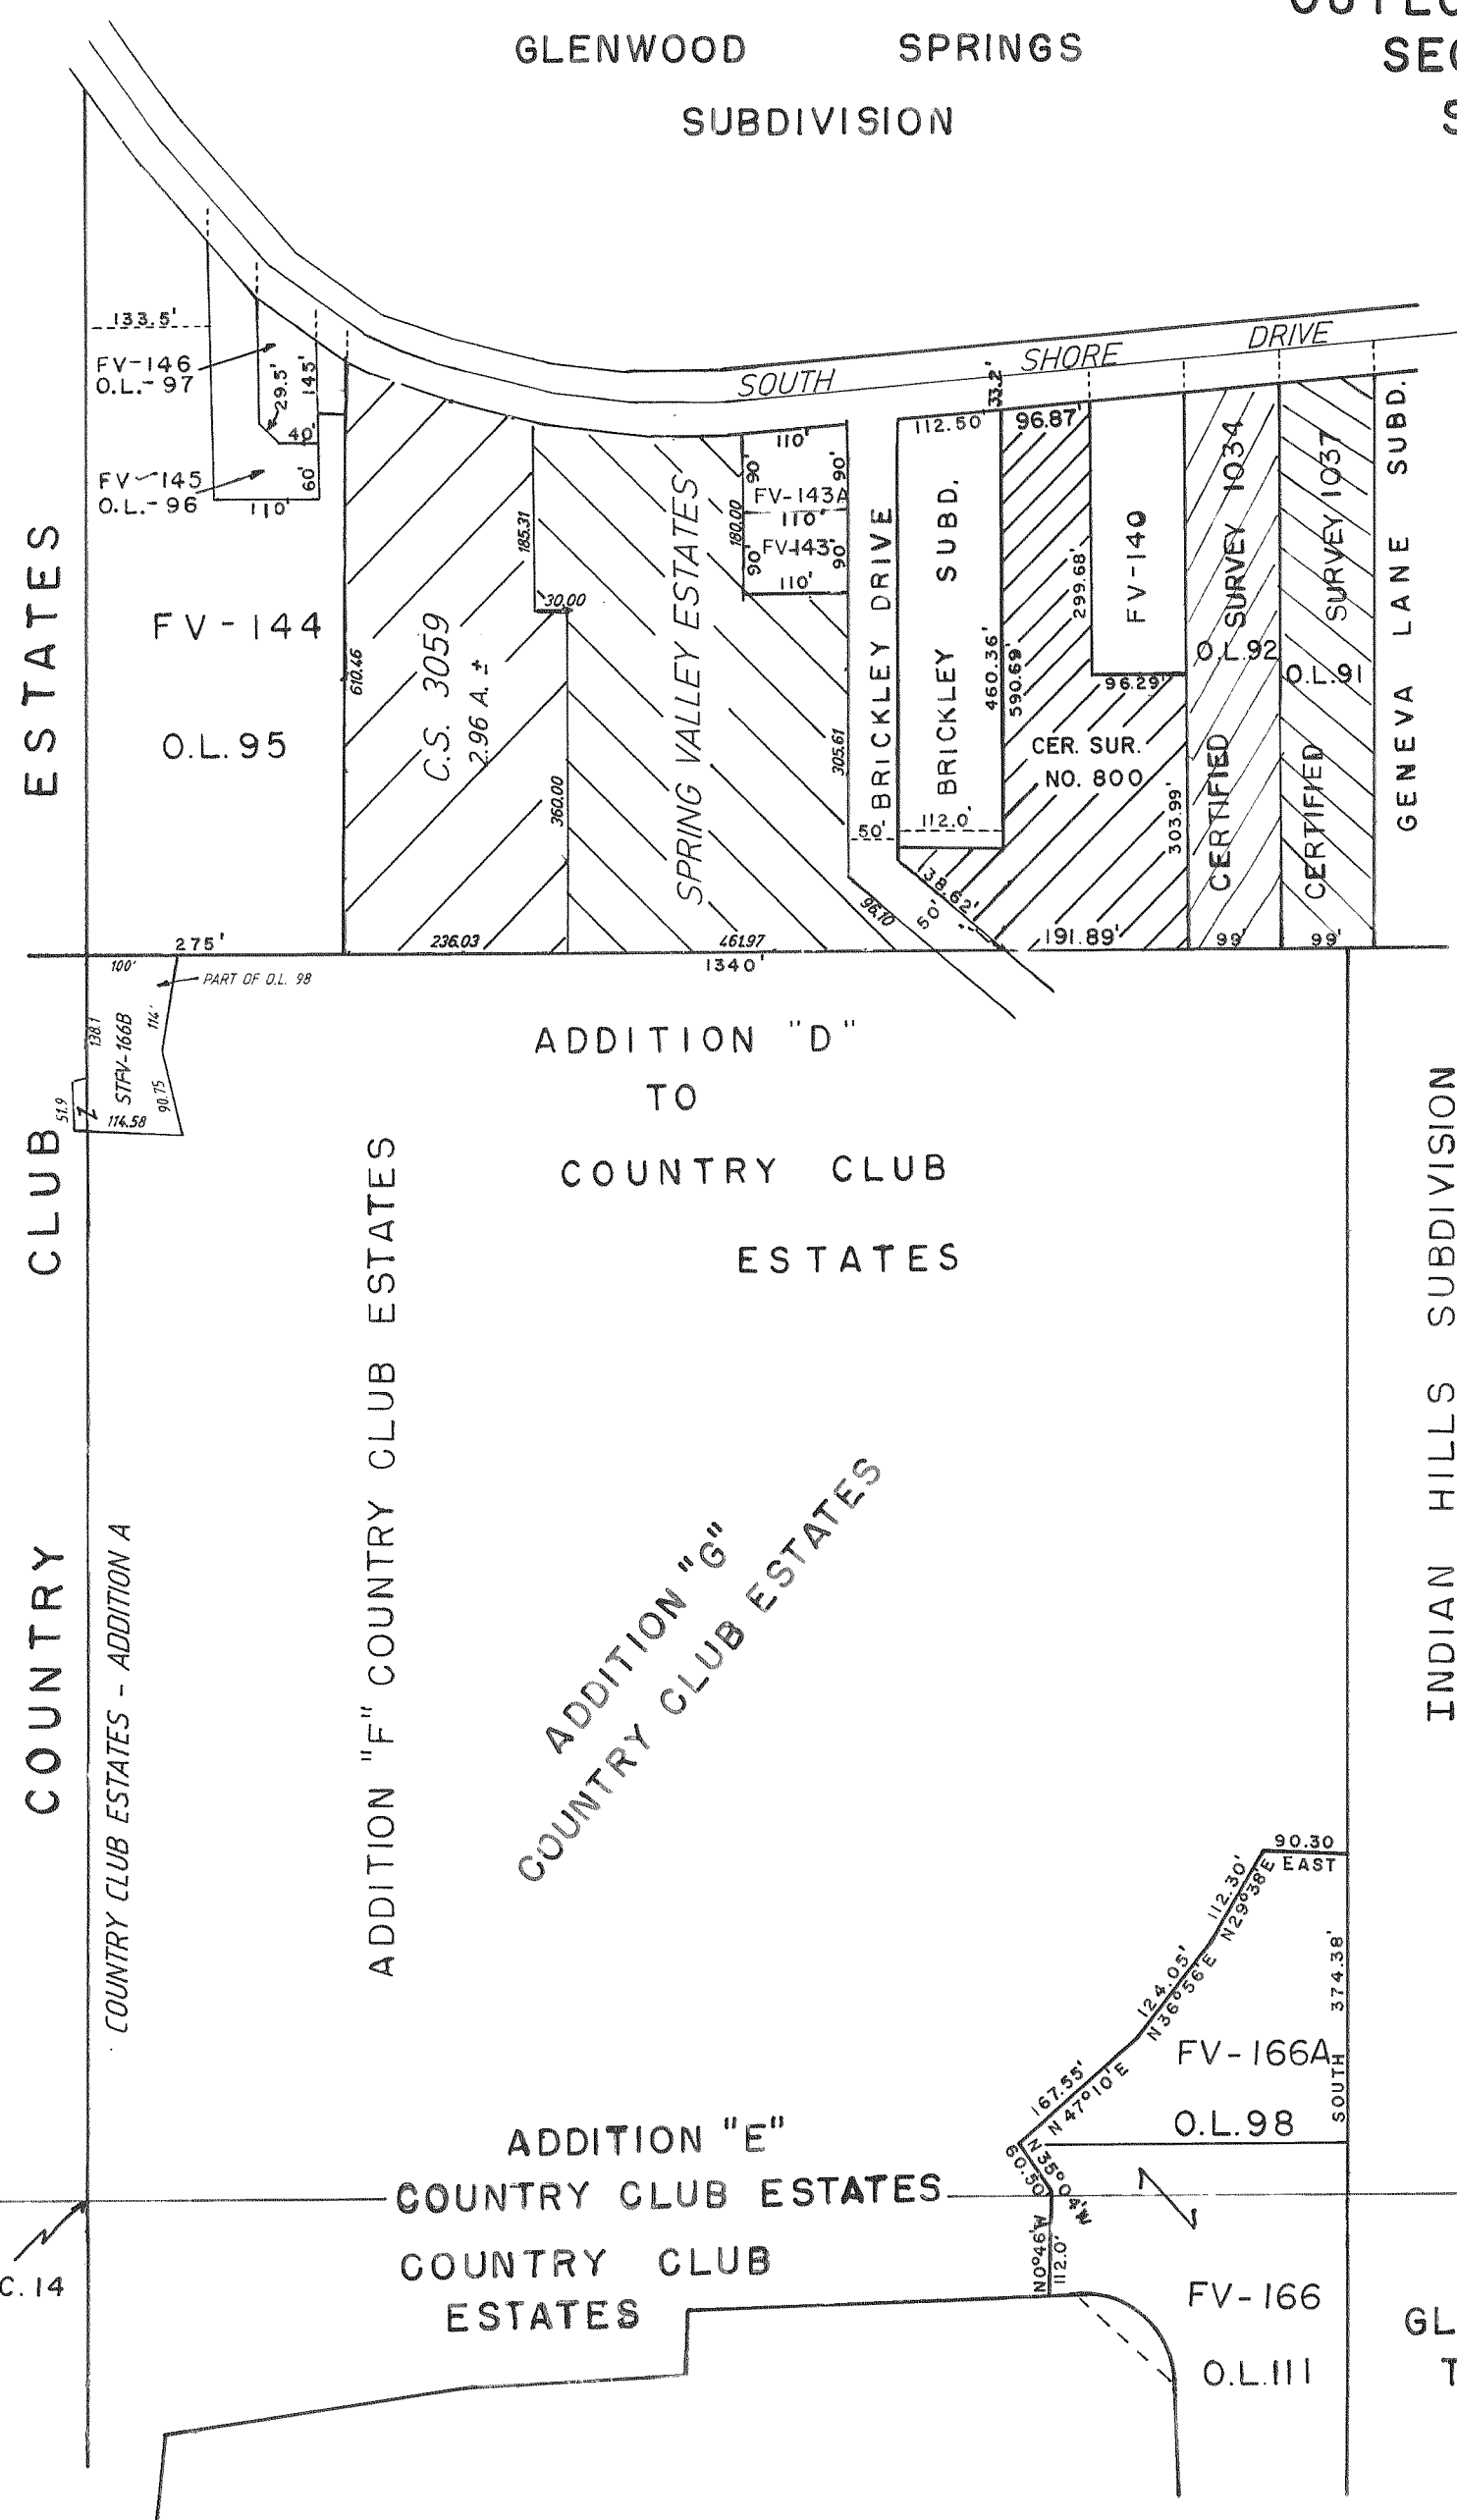 GLENWOOD SPRINGS
SUBDIVISION
SOUTH SHORE DRIVE
133.5'
FV-146
O.L.-97
29.5'
145'
40'
FV-145
O.L.-96
60'
110'
FV-144
O.L. 95
610.46
C.S. 3059
2.96 A. ±
185.31
30.00
360.00
SPRING VALLEY ESTATES
180.00
110'
90'
90'
FV-143A
110'
90'
FV-143
90'
110'
305.61
BRICKLEY DRIVE
50'
112.50'
33.2'
BRICKLEY SUBD.
460.36'
590.69'
112.0'
96.87'
299.68'
FV-140
96.29'
CER. SUR.
NO. 800
303.99'
CERTIFIED SURVEY 1034
O.L. 92
CERTIFIED SURVEY 1037
O.L. 91
GENEVA LANE SUBD.
138.62'
50'
96.10
275'
236.03
461.97
191.89'
99'
99'
1340'
100'
PART OF O.L. 98
138.1
STFV-166B
114'
90.75
51.9
114.58
COUNTRY CLUB ESTATES
ADDITION "D"
TO
COUNTRY CLUB
ESTATES
COUNTRY CLUB ESTATES - ADDITION A
ADDITION "F" COUNTRY CLUB ESTATES
ADDITION "G"
COUNTRY CLUB ESTATES
INDIAN HILLS SUBDIVISION
90.30
EAST
112.30'
N29°38'E
124.05'
N36°56'E
167.55'
N 47°10'E
374.38'
SOUTH
FV-166A
O.L. 98
60.50
N35°04'W
N0°46'W
112.0'
ADDITION "E"
COUNTRY CLUB ESTATES
COUNTRY CLUB
ESTATES
FV-166
O.L. 111
C. 14
GL
T